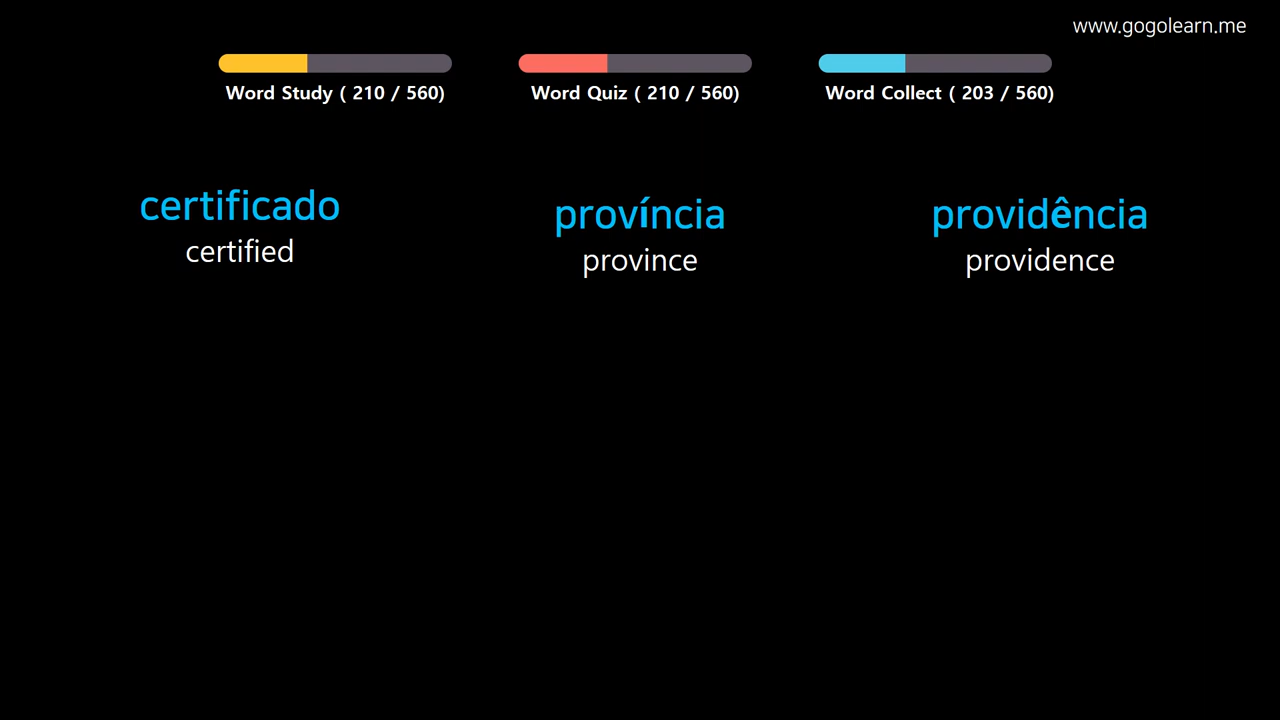 www.gogolearn.me
Word Study ( 210 / 560)
Word Quiz ( 210 / 560)
Word Collect ( 203 / 560)
certificado
certified
província
province
providência
providence